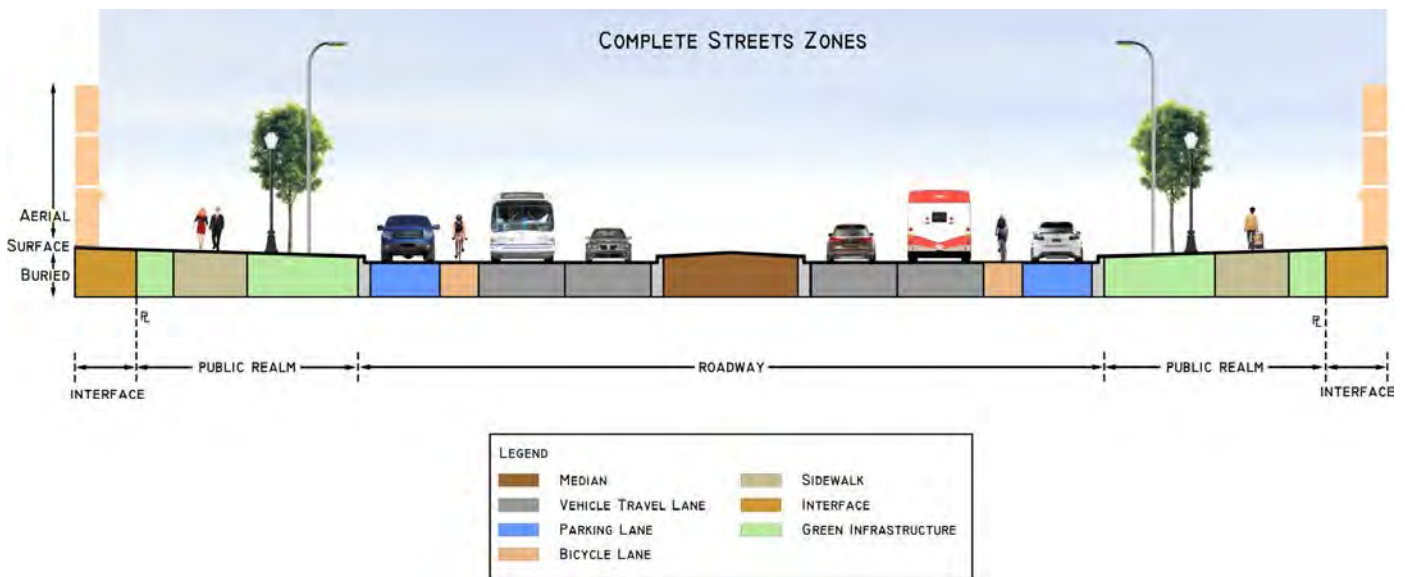 COMPLETE STREETS ZONES
AERIAL
SURFACE
BURIED
PL
PL
PUBLIC REALM
ROADWAY
PUBLIC REALM
INTERFACE
INTERFACE
LEGEND
MEDIAN
VEHICLE TRAVEL LANE
PARKING LANE
BICYCLE LANE
SIDEWALK
INTERFACE
GREEN INFRASTRUCTURE